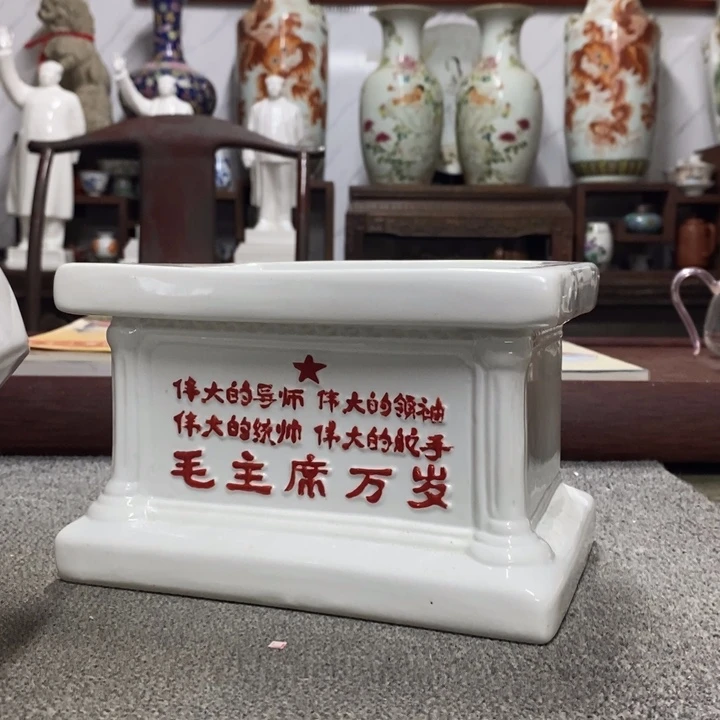 伟大的导师 伟大的领袖
伟大的统帅 伟大的舵手
毛主席万岁